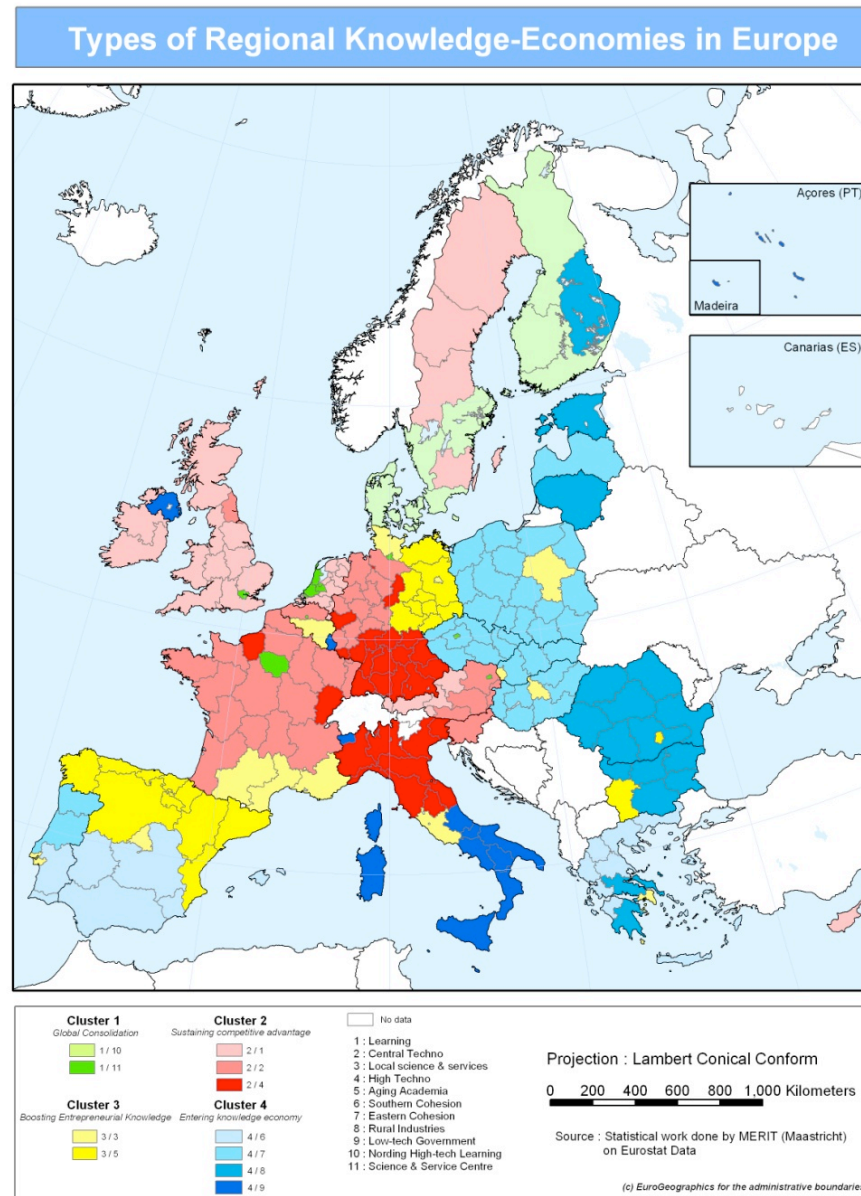 Types of Regional Knowledge-Economies in Europe
Açores (PT)
Madeira
Canarias (ES)
Cluster 1
Global Consolidation
1 / 10
1 / 11
Cluster 2
Sustaining competitive advantage
2 / 1
2 / 2
2 / 4
Cluster 3
Boosting Entrepreneurial Knowledge
3 / 3
3 / 5
Cluster 4
Entering knowledge economy
4 / 6
4 / 7
4 / 8
4 / 9
No data
1 : Learning
2 : Central Techno
3 : Local science & services
4 : High Techno
5 : Aging Academia
6 : Southern Cohesion
7 : Eastern Cohesion
8 : Rural Industries
9 : Low-tech Government
10 : Nording High-tech Learning
11 : Science & Service Centre
Projection : Lambert Conical Conform
0 200 400 600 800 1,000 Kilometers
Source : Statistical work done by MERIT (Maastricht)
on Eurostat Data
(c) EuroGeographics for the administrative boundaries